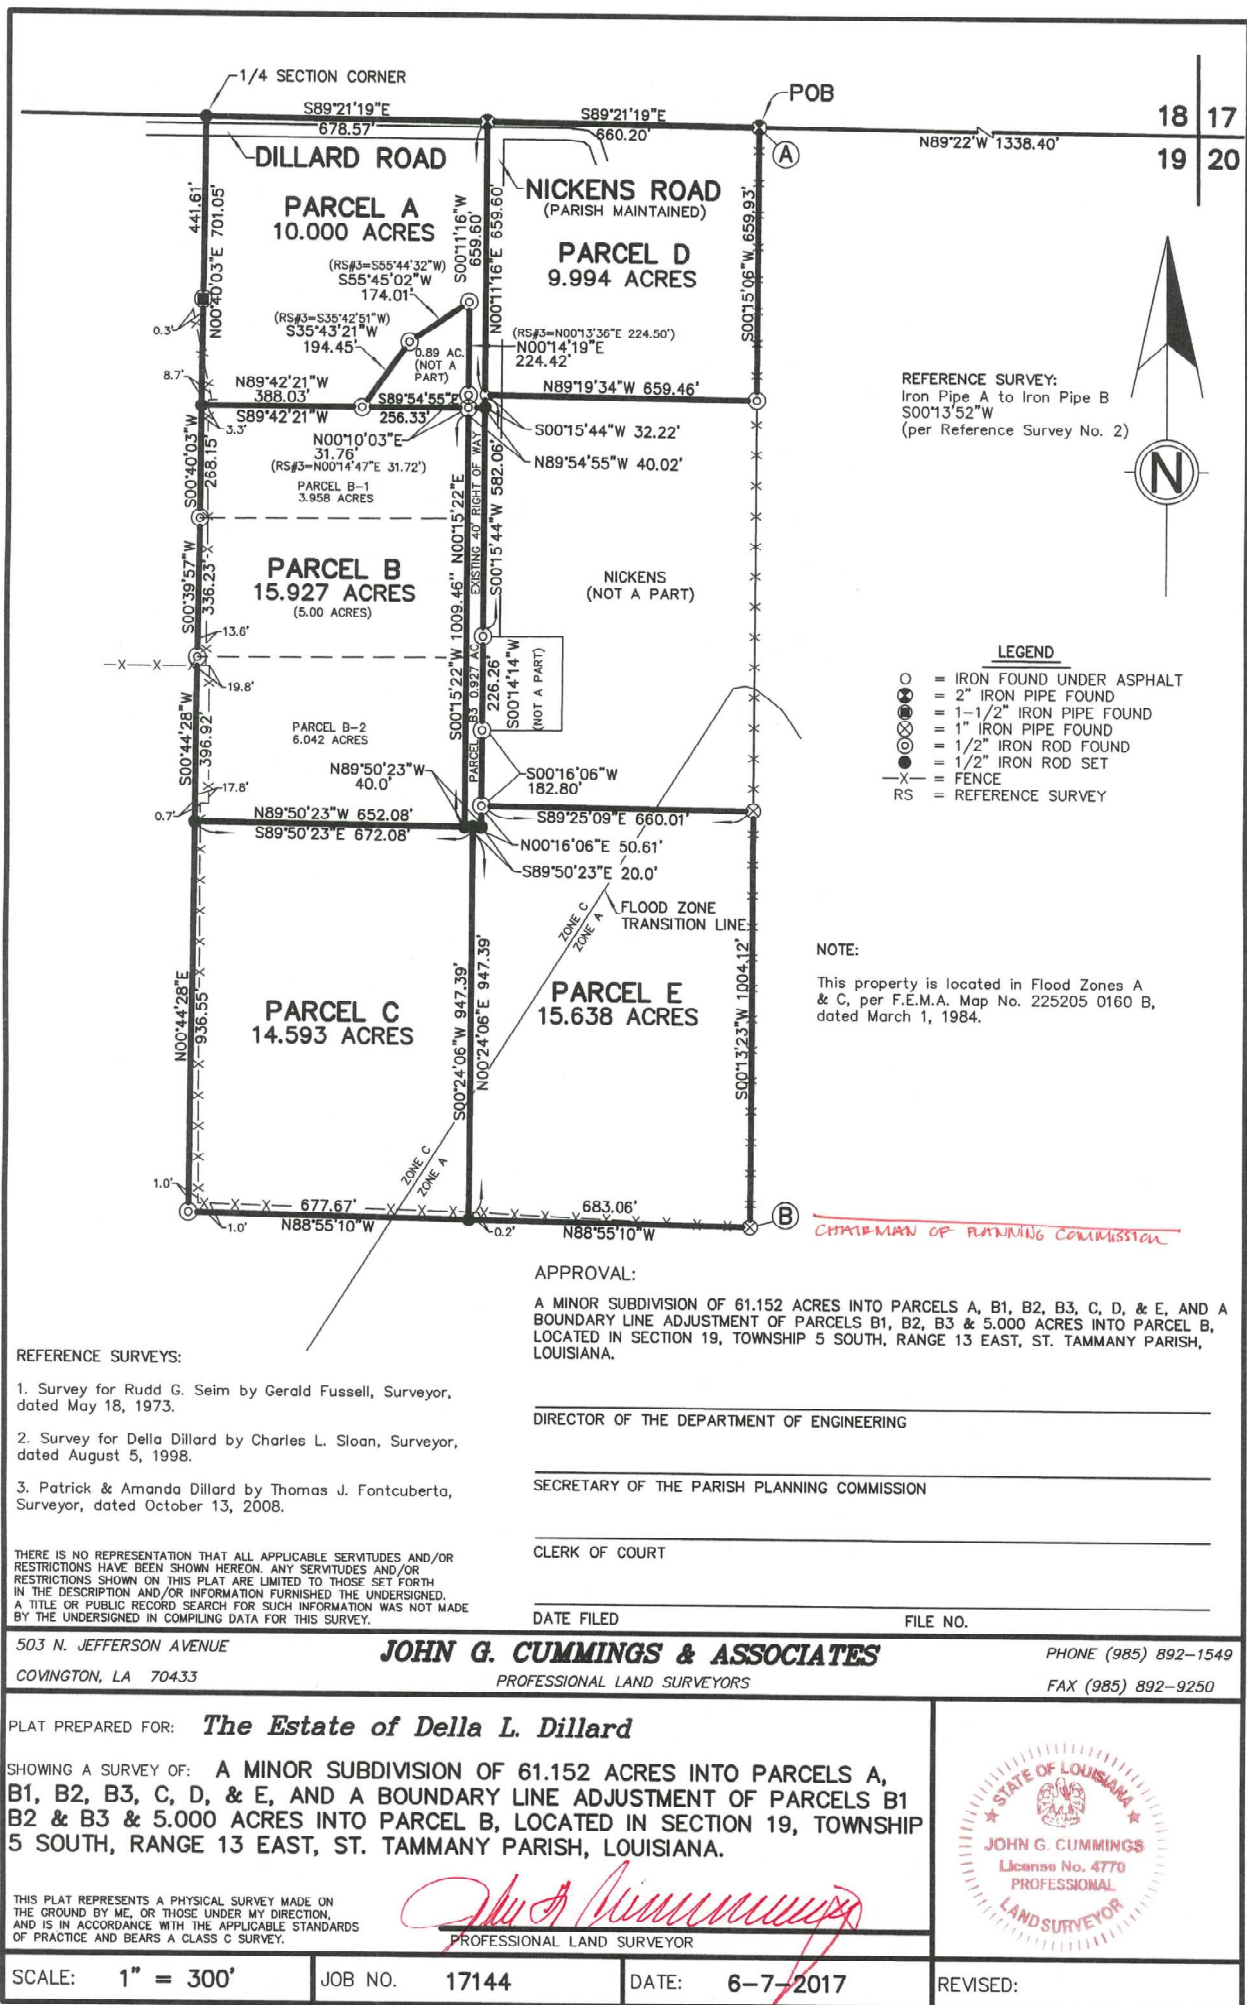 1/4 SECTION CORNER
S89°21'19"E
678.57'
S89°21'19"E
660.20'
POB
A
N89°22'W 1338.40'
18 17
19 20
DILLARD ROAD
NICKENS ROAD
(PARISH MAINTAINED)
441.61'
N00°40'03"E 701.05'
PARCEL A
10.000 ACRES
S00°11'16"W
659.60'
N00°11'16"E 659.60'
PARCEL D
9.994 ACRES
S00°15'06"W 659.93'
(RS#3=S55°44'32"W)
S55°45'02"W
174.01'
(RS#3=S35°42'51"W)
S35°43'21"W
194.45'
0.89 AC.
(NOT A
PART)
(RS#3=N00°13'36"E 224.50')
N00°14'19"E
224.42'
0.3'
8.7'
3.3'
N89°42'21"W
388.03'
S89°42'21"W
S89°54'55"E
256.33'
N89°19'34"W 659.46'
S00°15'44"W 32.22'
N89°54'55"W 40.02'
N00°10'03"E
31.76'
(RS#3=N00°14'47"E 31.72')
REFERENCE SURVEY:
Iron Pipe A to Iron Pipe B
S00°13'52"W
(per Reference Survey No. 2)
N
S00°40'03"W
268.15'
PARCEL B-1
3.958 ACRES
S00°39'57"W
336.23'
PARCEL B
15.927 ACRES
(5.00 ACRES)
13.6'
19.8'
S00°15'22"W 1009.46' N00°15'22"E
EXISTING 40' RIGHT OF WAY
PARCEL B3 0.927 AC.
S00°15'44"W 582.06'
NICKENS
(NOT A PART)
226.26'
S00°14'14"W
(NOT A PART)
S00°44'28"W
396.92'
PARCEL B-2
6.042 ACRES
17.8'
0.7'
N89°50'23"W
40.0'
S00°16'06"W
182.80'
N89°50'23"W 652.08'
S89°50'23"E 672.08'
S89°25'09"E 660.01'
N00°16'06"E 50.61'
S89°50'23"E 20.0'
LEGEND
= IRON FOUND UNDER ASPHALT
= 2" IRON PIPE FOUND
= 1-1/2" IRON PIPE FOUND
= 1" IRON PIPE FOUND
= 1/2" IRON ROD FOUND
= 1/2" IRON ROD SET
—X— = FENCE
RS = REFERENCE SURVEY
FLOOD ZONE
TRANSITION LINE
ZONE C
ZONE A
NOTE:
This property is located in Flood Zones A
& C, per F.E.M.A. Map No. 225205 0160 B,
dated March 1, 1984.
N00°44'28"E
936.55'
PARCEL C
14.593 ACRES
S00°24'06"W 947.39'
N00°24'06"E 947.39'
PARCEL E
15.638 ACRES
S00°13'23"W 1004.12'
ZONE C
ZONE A
1.0'
1.0'
677.67'
N88°55'10"W
0.2'
683.06'
N88°55'10"W
B
CHAIRMAN OF PLANNING COMMISSION
APPROVAL:
A MINOR SUBDIVISION OF 61.152 ACRES INTO PARCELS A, B1, B2, B3, C, D, & E, AND A
BOUNDARY LINE ADJUSTMENT OF PARCELS B1, B2, B3 & 5.000 ACRES INTO PARCEL B,
LOCATED IN SECTION 19, TOWNSHIP 5 SOUTH, RANGE 13 EAST, ST. TAMMANY PARISH,
LOUISIANA.
DIRECTOR OF THE DEPARTMENT OF ENGINEERING
SECRETARY OF THE PARISH PLANNING COMMISSION
CLERK OF COURT
DATE FILED FILE NO.
REFERENCE SURVEYS:
1. Survey for Rudd G. Seim by Gerald Fussell, Surveyor,
dated May 18, 1973.
2. Survey for Della Dillard by Charles L. Sloan, Surveyor,
dated August 5, 1998.
3. Patrick & Amanda Dillard by Thomas J. Fontcuberta,
Surveyor, dated October 13, 2008.
THERE IS NO REPRESENTATION THAT ALL APPLICABLE SERVITUDES AND/OR
RESTRICTIONS HAVE BEEN SHOWN HEREON. ANY SERVITUDES AND/OR
RESTRICTIONS SHOWN ON THIS PLAT ARE LIMITED TO THOSE SET FORTH
IN THE DESCRIPTION AND/OR INFORMATION FURNISHED THE UNDERSIGNED.
A TITLE OR PUBLIC RECORD SEARCH FOR SUCH INFORMATION WAS NOT MADE
BY THE UNDERSIGNED IN COMPILING DATA FOR THIS SURVEY.
503 N. JEFFERSON AVENUE
COVINGTON, LA 70433
JOHN G. CUMMINGS & ASSOCIATES
PROFESSIONAL LAND SURVEYORS
PHONE (985) 892-1549
FAX (985) 892-9250
PLAT PREPARED FOR: The Estate of Della L. Dillard
SHOWING A SURVEY OF: A MINOR SUBDIVISION OF 61.152 ACRES INTO PARCELS A,
B1, B2, B3, C, D, & E, AND A BOUNDARY LINE ADJUSTMENT OF PARCELS B1
B2 & B3 & 5.000 ACRES INTO PARCEL B, LOCATED IN SECTION 19, TOWNSHIP
5 SOUTH, RANGE 13 EAST, ST. TAMMANY PARISH, LOUISIANA.
THIS PLAT REPRESENTS A PHYSICAL SURVEY MADE ON
THE GROUND BY ME, OR THOSE UNDER MY DIRECTION,
AND IS IN ACCORDANCE WITH THE APPLICABLE STANDARDS
OF PRACTICE AND BEARS A CLASS C SURVEY.
PROFESSIONAL LAND SURVEYOR
STATE OF LOUISIANA
JOHN G. CUMMINGS
License No. 4770
PROFESSIONAL
LAND SURVEYOR
SCALE: 1" = 300'
JOB NO. 17144
DATE: 6-7-2017
REVISED: